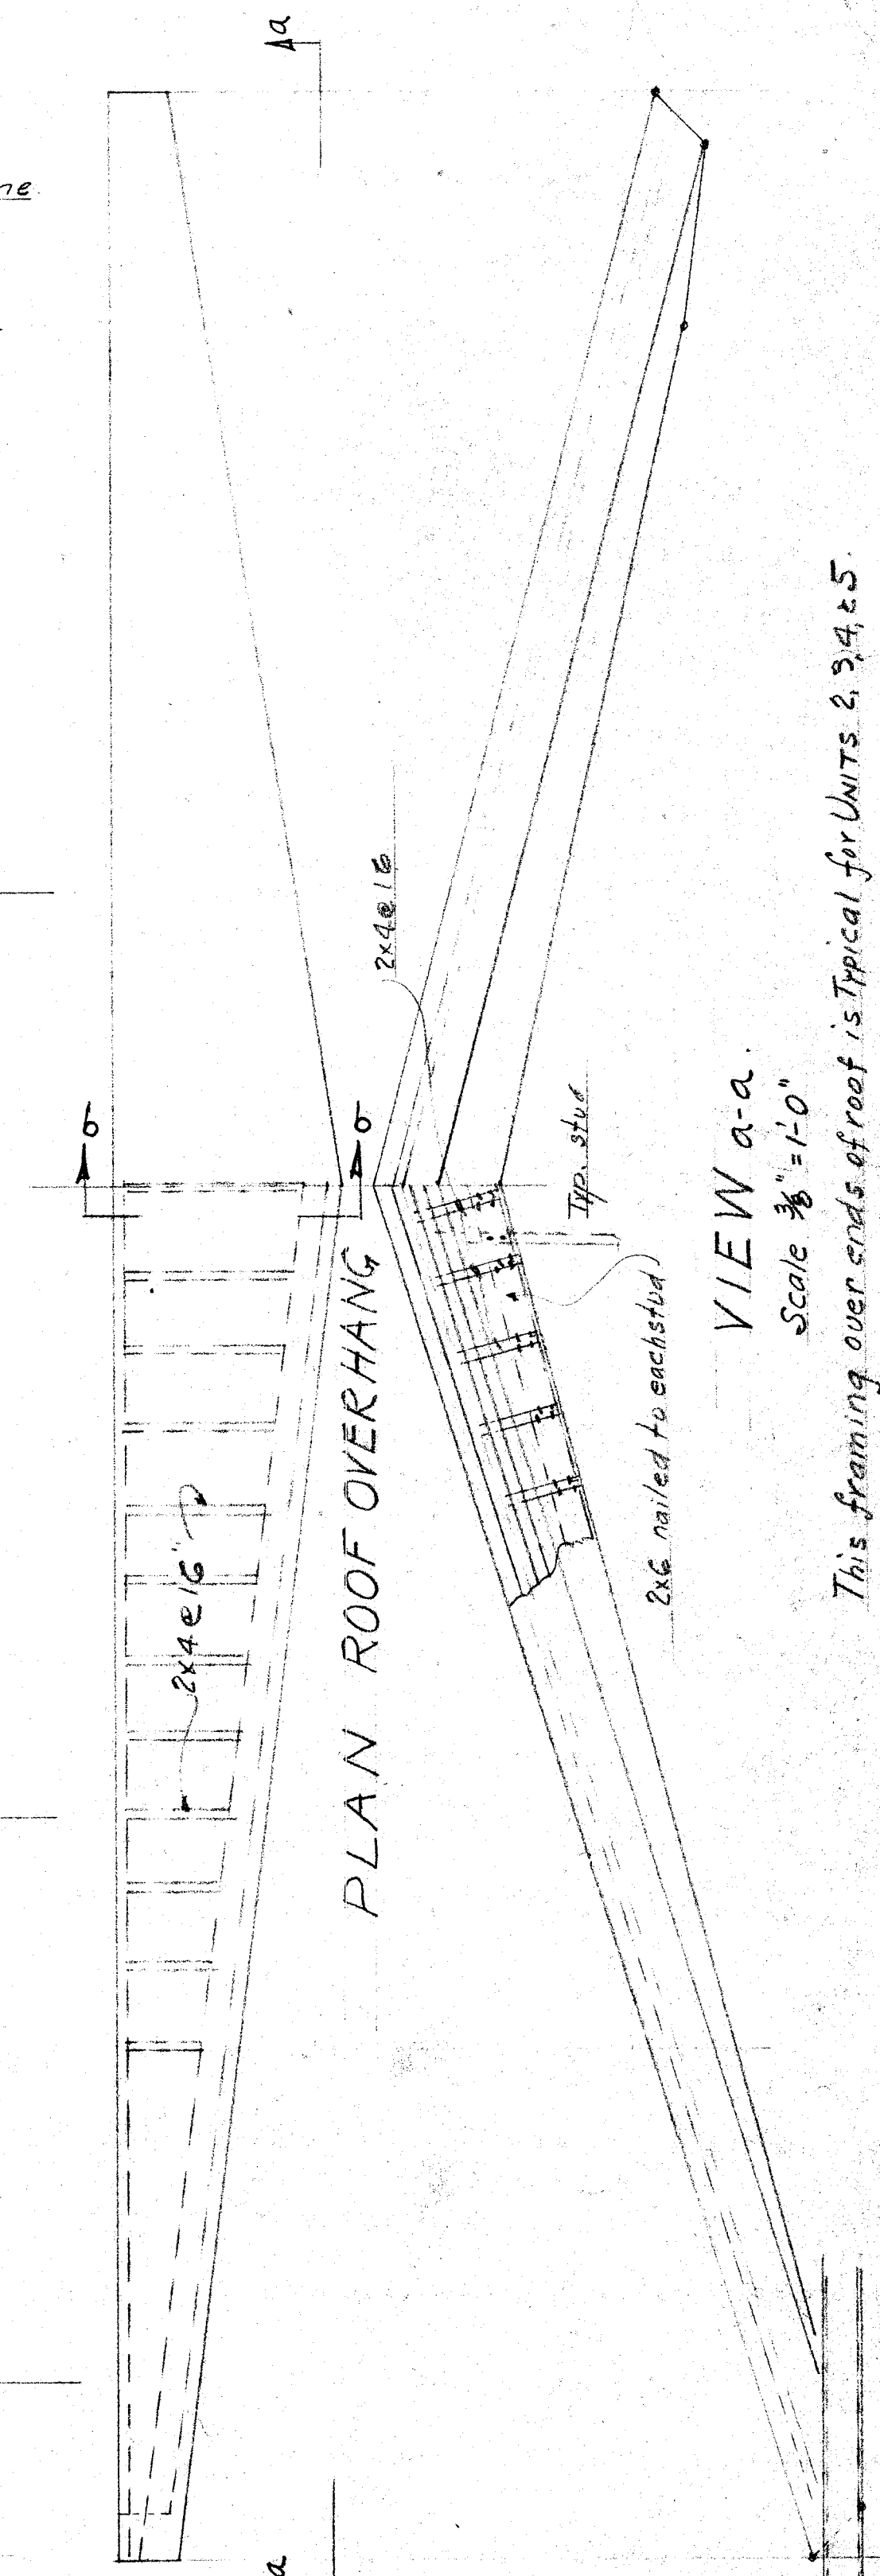 a
b
b
2x4@16"
PLAN ROOF OVERHANG
2x4@16
Typ. stud
2x6 nailed to each stud
VIEW a-a.
Scale 3/8" = 1'-0"
This framing over ends of roof is Typical for UNITS 2, 3, 4, & 5.
a